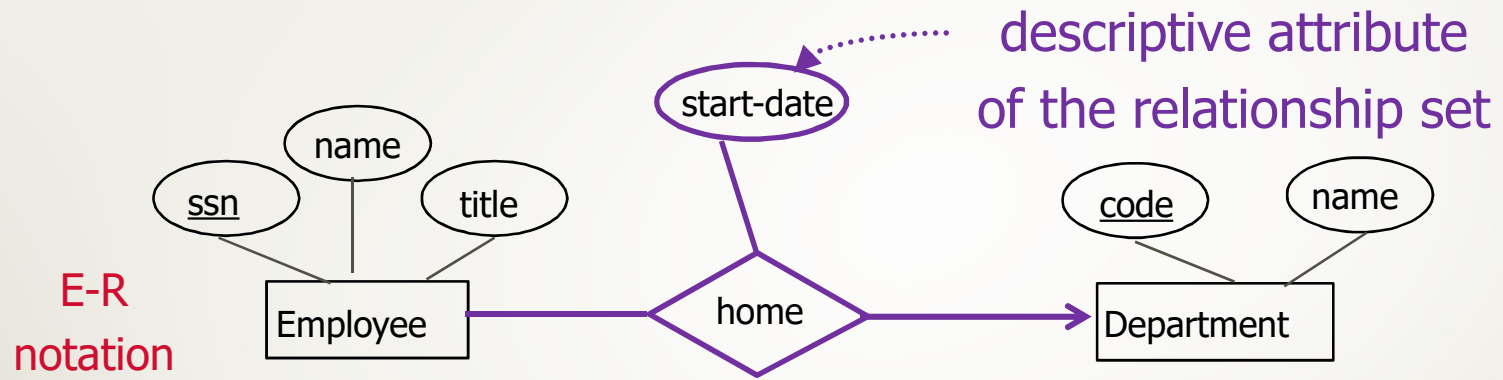 descriptive attribute
of the relationship set
start-date
name
ssn
title
code
name
E-R
notation
Employee
home
Department